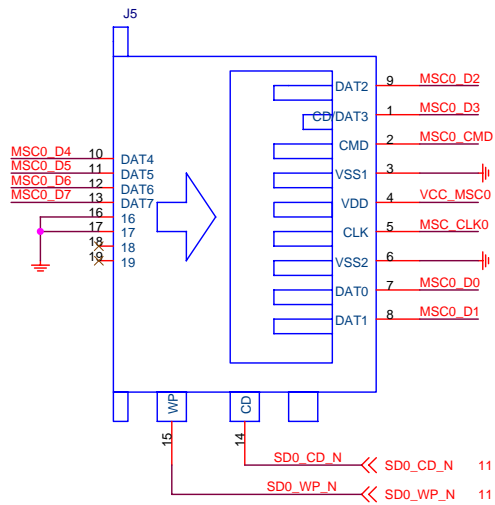 J5
DAT2 9 MSC0_D2
CD/DAT3 1 MSC0_D3
CMD 2 MSC0_CMD
MSC0_D4 10 DAT4
VSS1 3
MSC0_D5 11 DAT5
MSC0_D6 12 DAT6
VDD 4 VCC_MSC0
MSC0_D7 13 DAT7
16 16
17 17
CLK 5 MSC_CLK0
18 18
19 19
VSS2 6
DAT0 7 MSC0_D0
DAT1 8 MSC0_D1
WP
CD
15
14
SD0_CD_N SD0_CD_N 11
SD0_WP_N SD0_WP_N 11